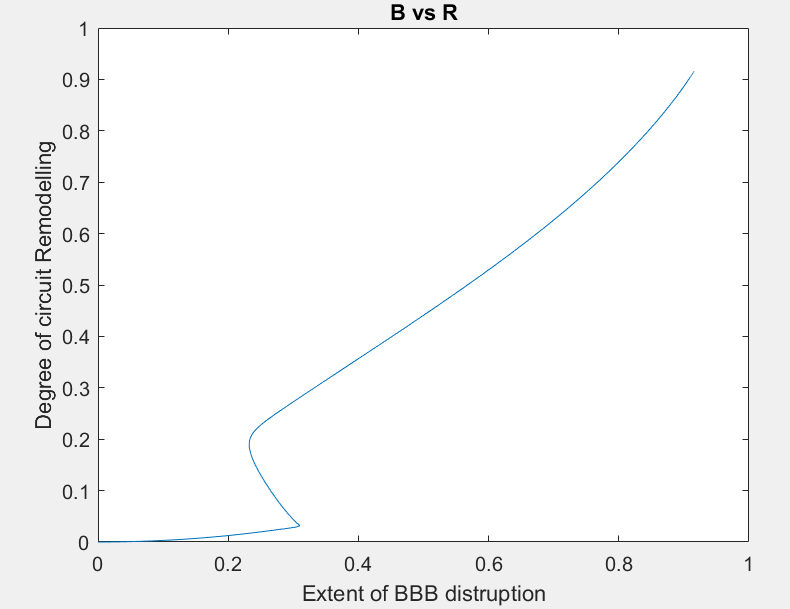 B vs R
1
0.9
0.8
0.7
0.6
0.5
0.4
0.3
0.2
0.1
0
Degree of circuit Remodelling
0 0.2 0.4 0.6 0.8 1
Extent of BBB distruption